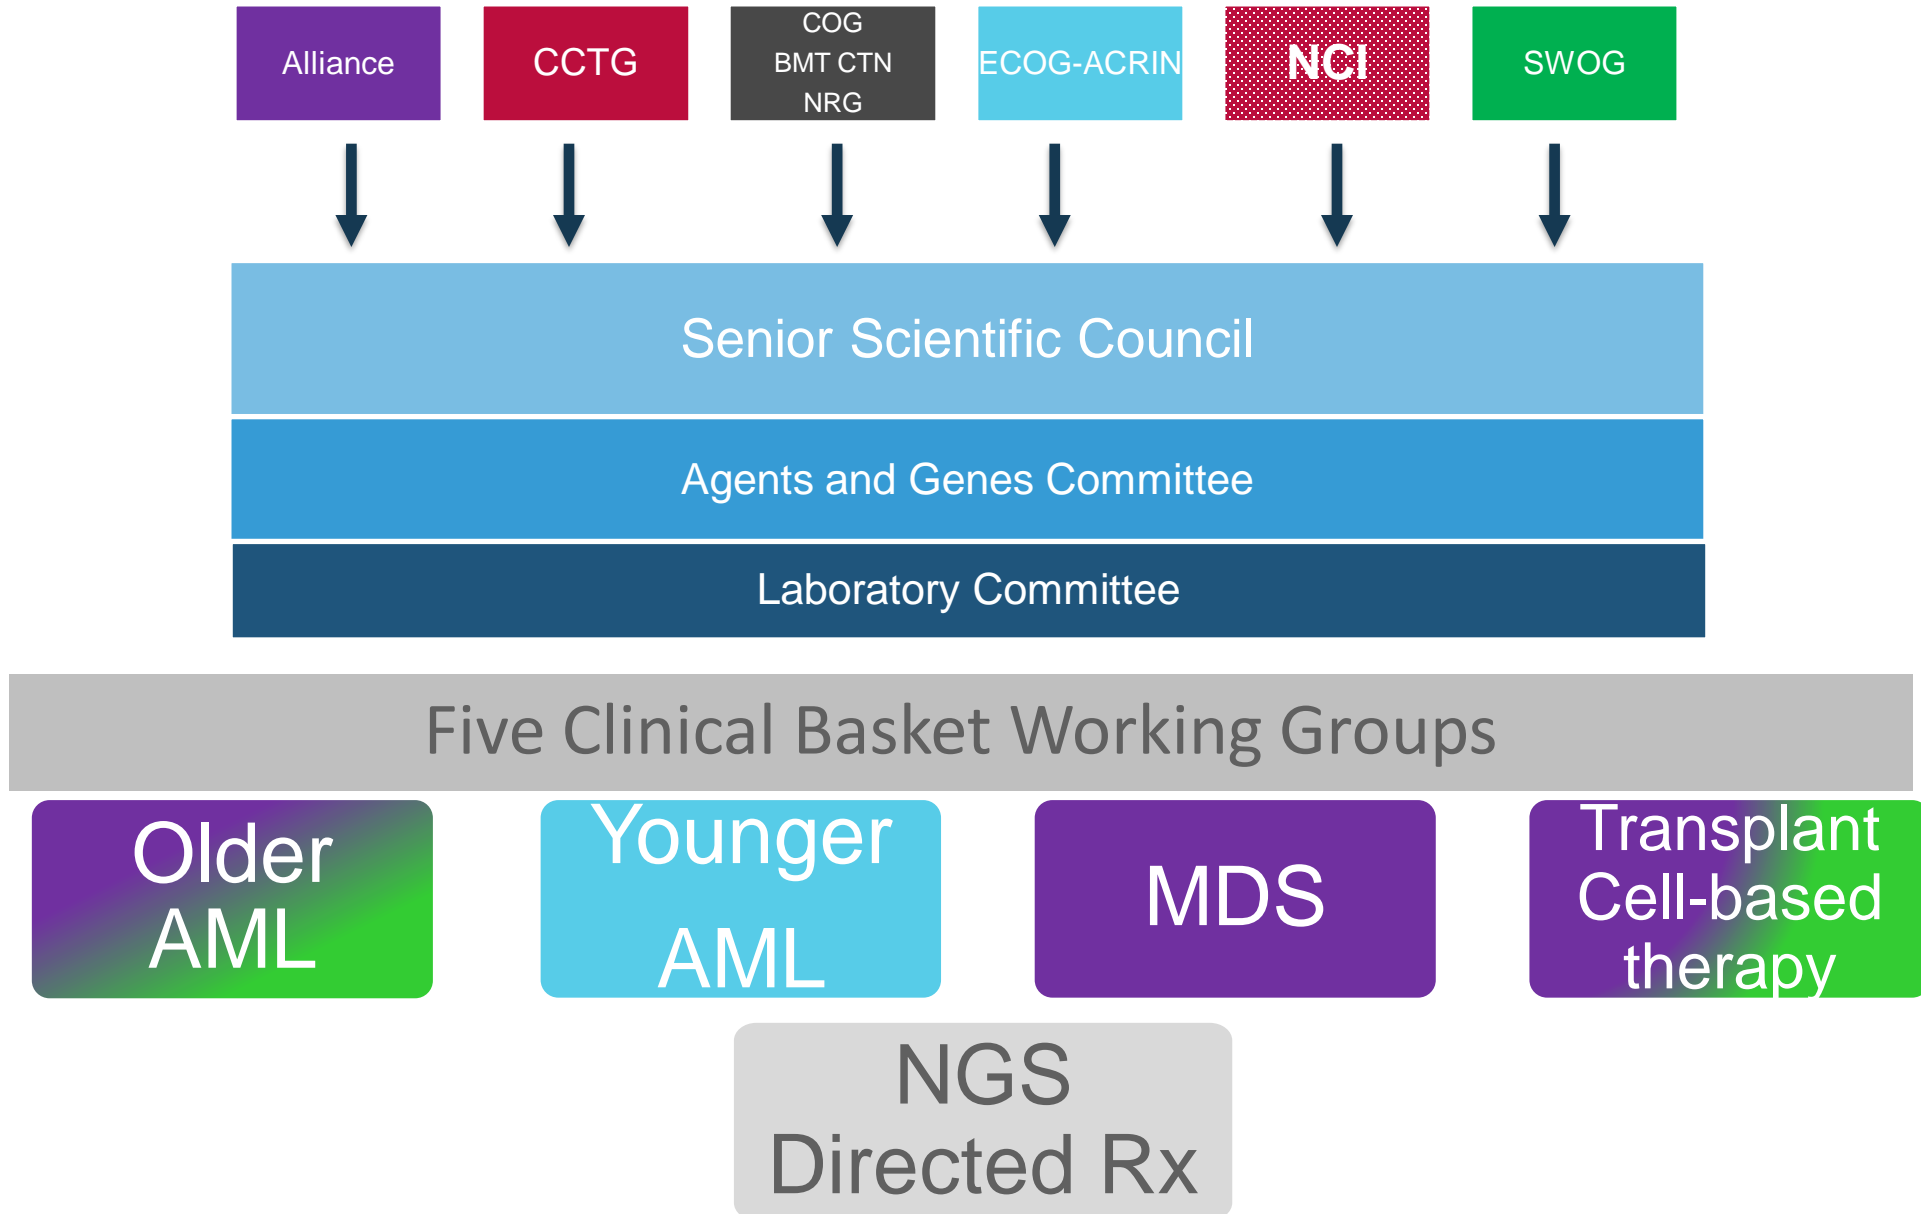 Alliance
CCTG
COG
BMT CTN
NRG
ECOG-ACRIN
NCI
SWOG
Senior Scientific Council
Agents and Genes Committee
Laboratory Committee
Five Clinical Basket Working Groups
Older
AML
Younger
AML
MDS
Transplant
Cell-based
therapy
NGS
Directed Rx